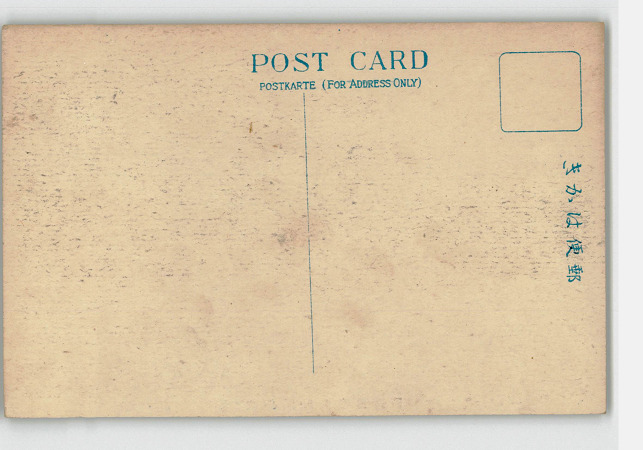 POST CARD
POSTKARTE (FOR ADDRESS ONLY)
郵便はかき